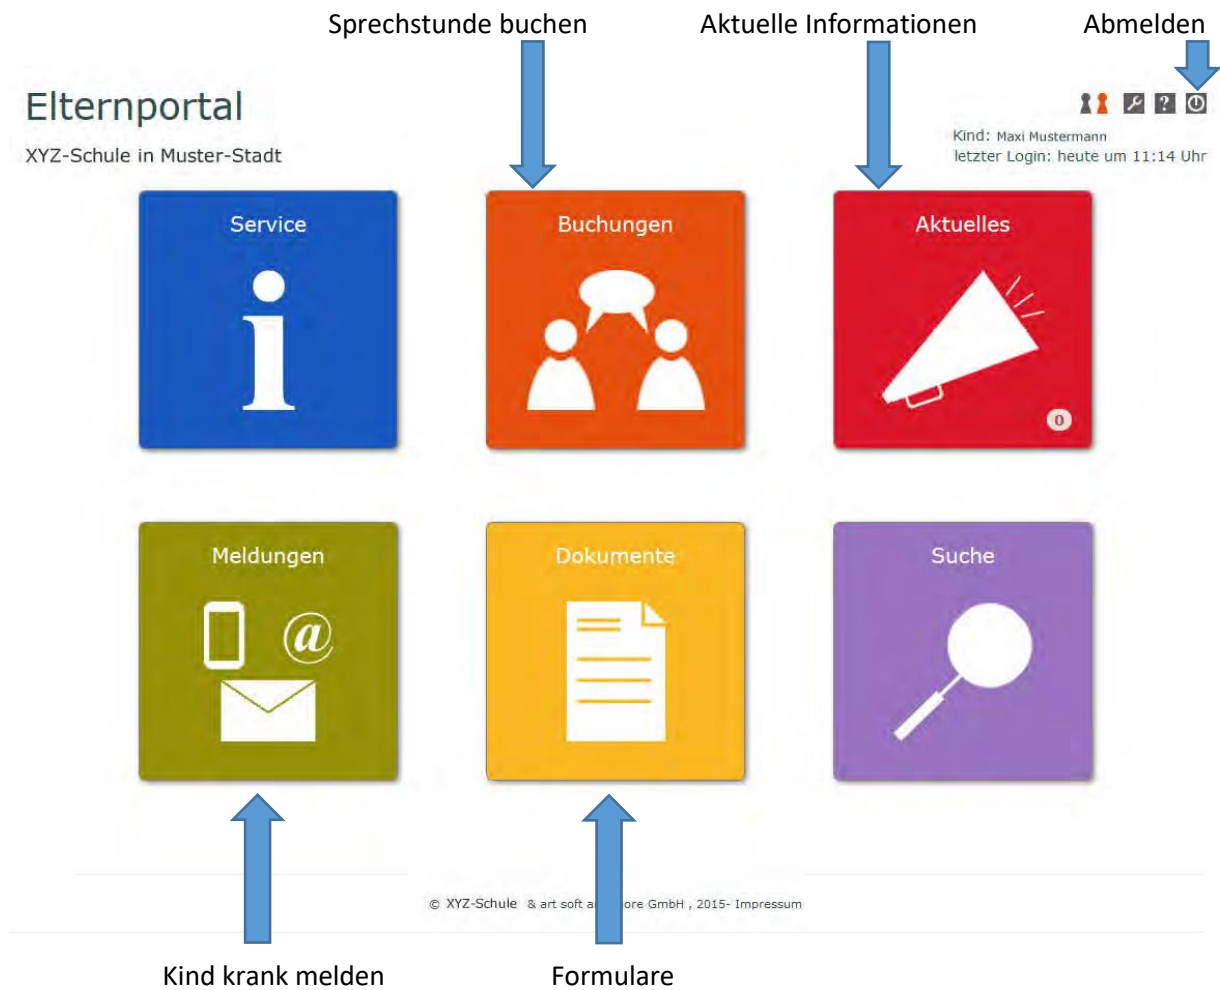 Sprechstunde buchen Aktuelle Informationen Abmelden
Elternportal
Kind: Maxi Mustermann
XYZ-Schule in Muster-Stadt
letzter Login: heute um 11:14 Uhr
Service Buchungen Aktuelles
0
Meldungen Dokumente Suche
@
© XYZ-Schule & art soft and more GmbH , 2015- Impressum
Kind krank melden Formulare